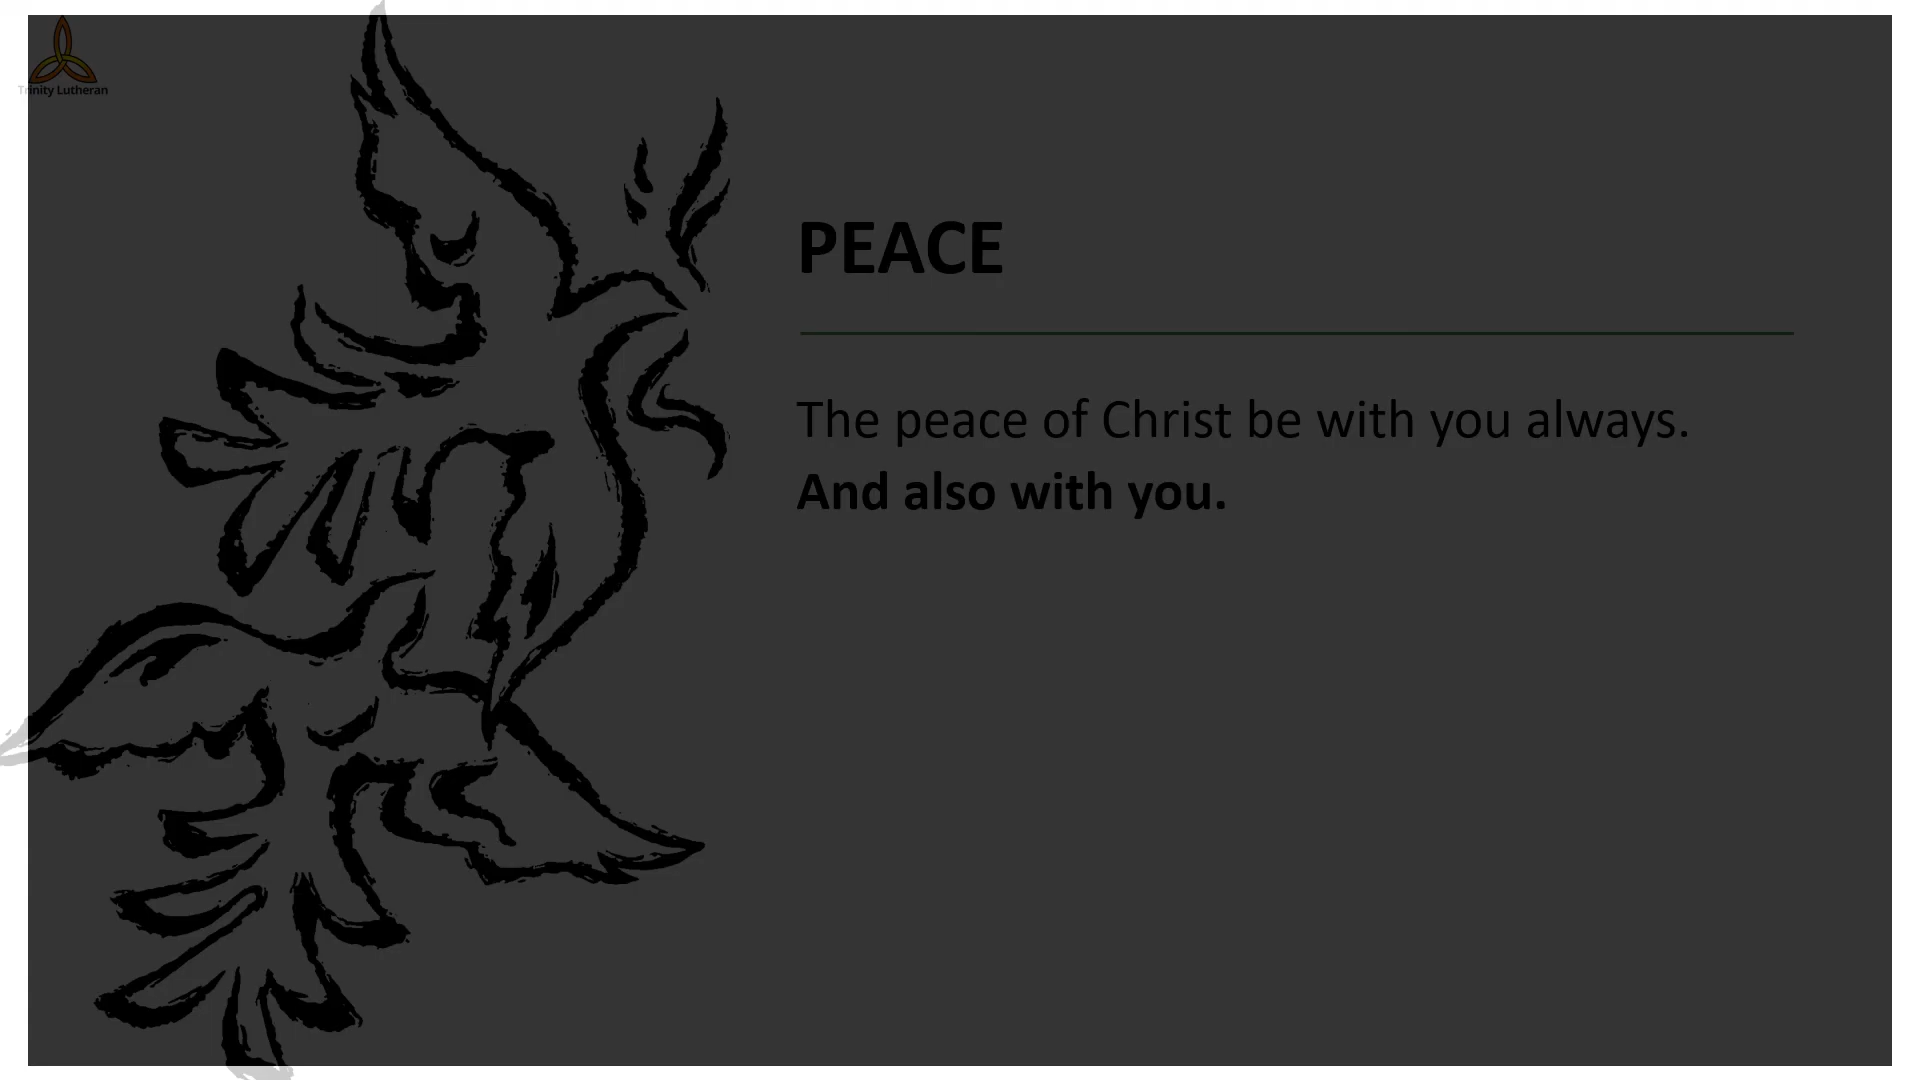 Trinity Lutheran
PEACE
The peace of Christ be with you always.
And also with you.